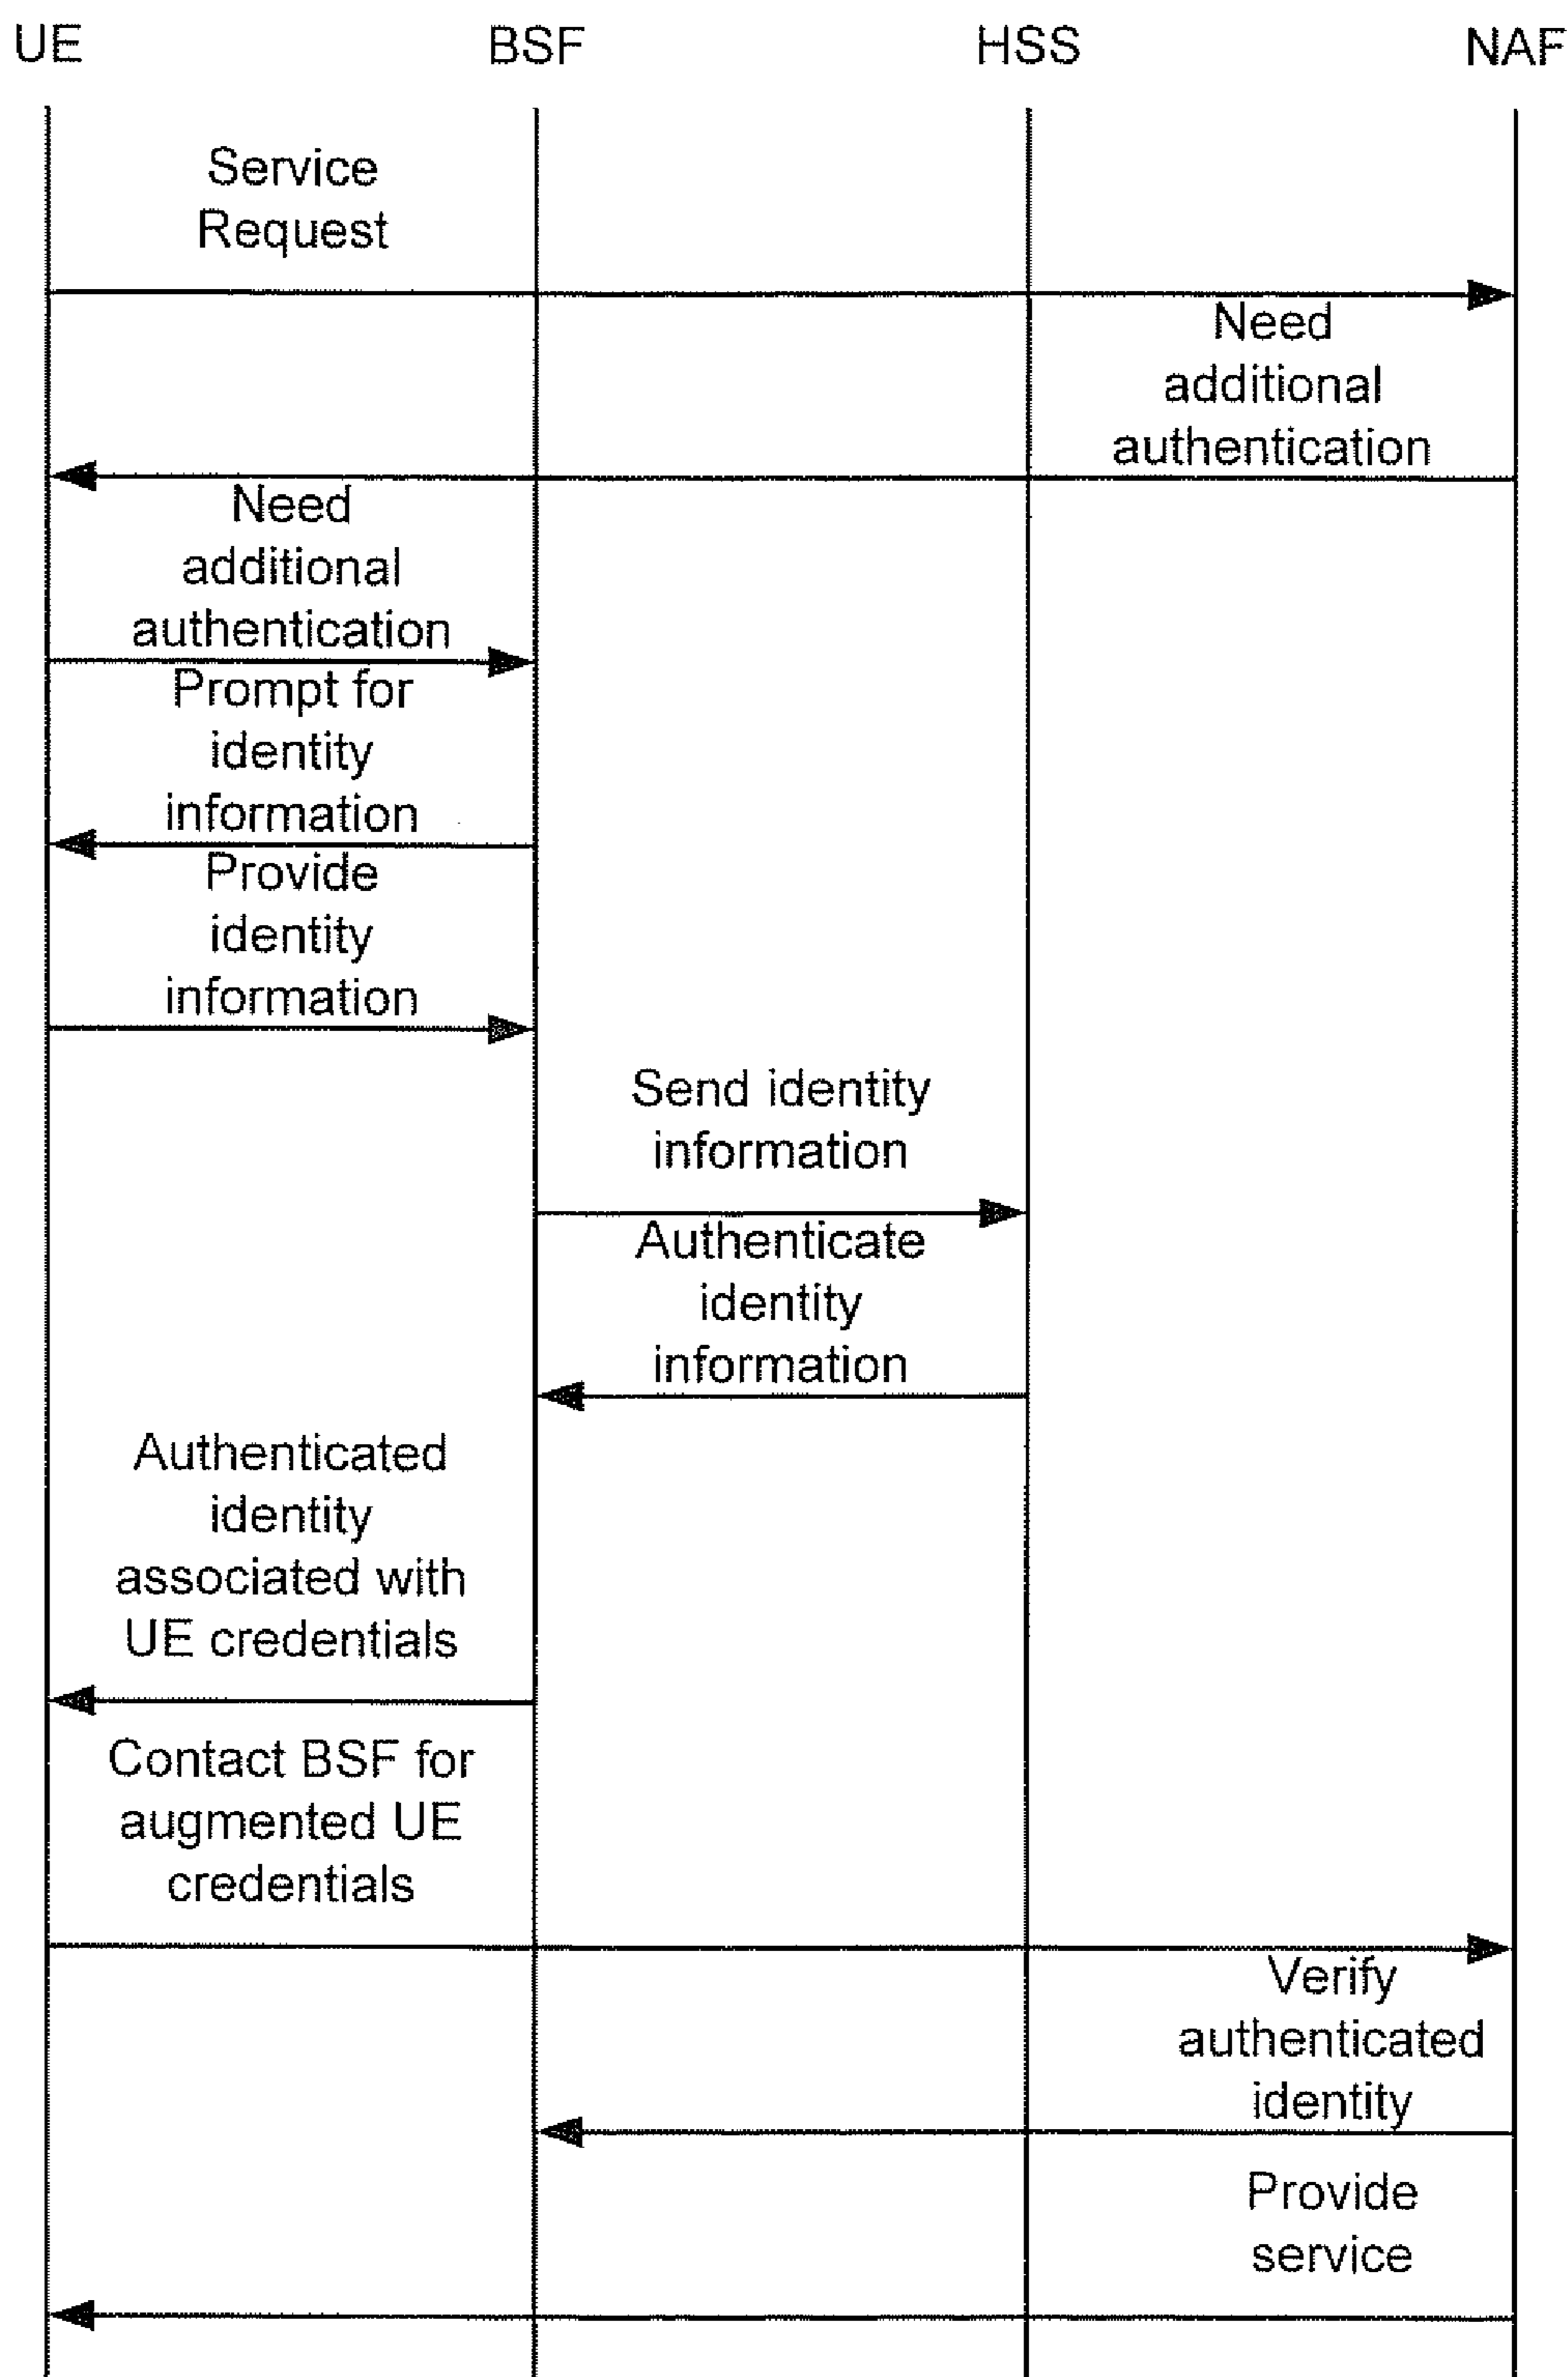 UE BSF HSS NAF
Service
Request
Need
additional
authentication
Need
additional
authentication
Prompt for
identity
information
Provide
identity
information
Send identity
information
Authenticate
identity
information
Authenticated
identity
associated with
UE credentials
Contact BSF for
augmented UE
credentials
Verify
authenticated
identity
Provide
service